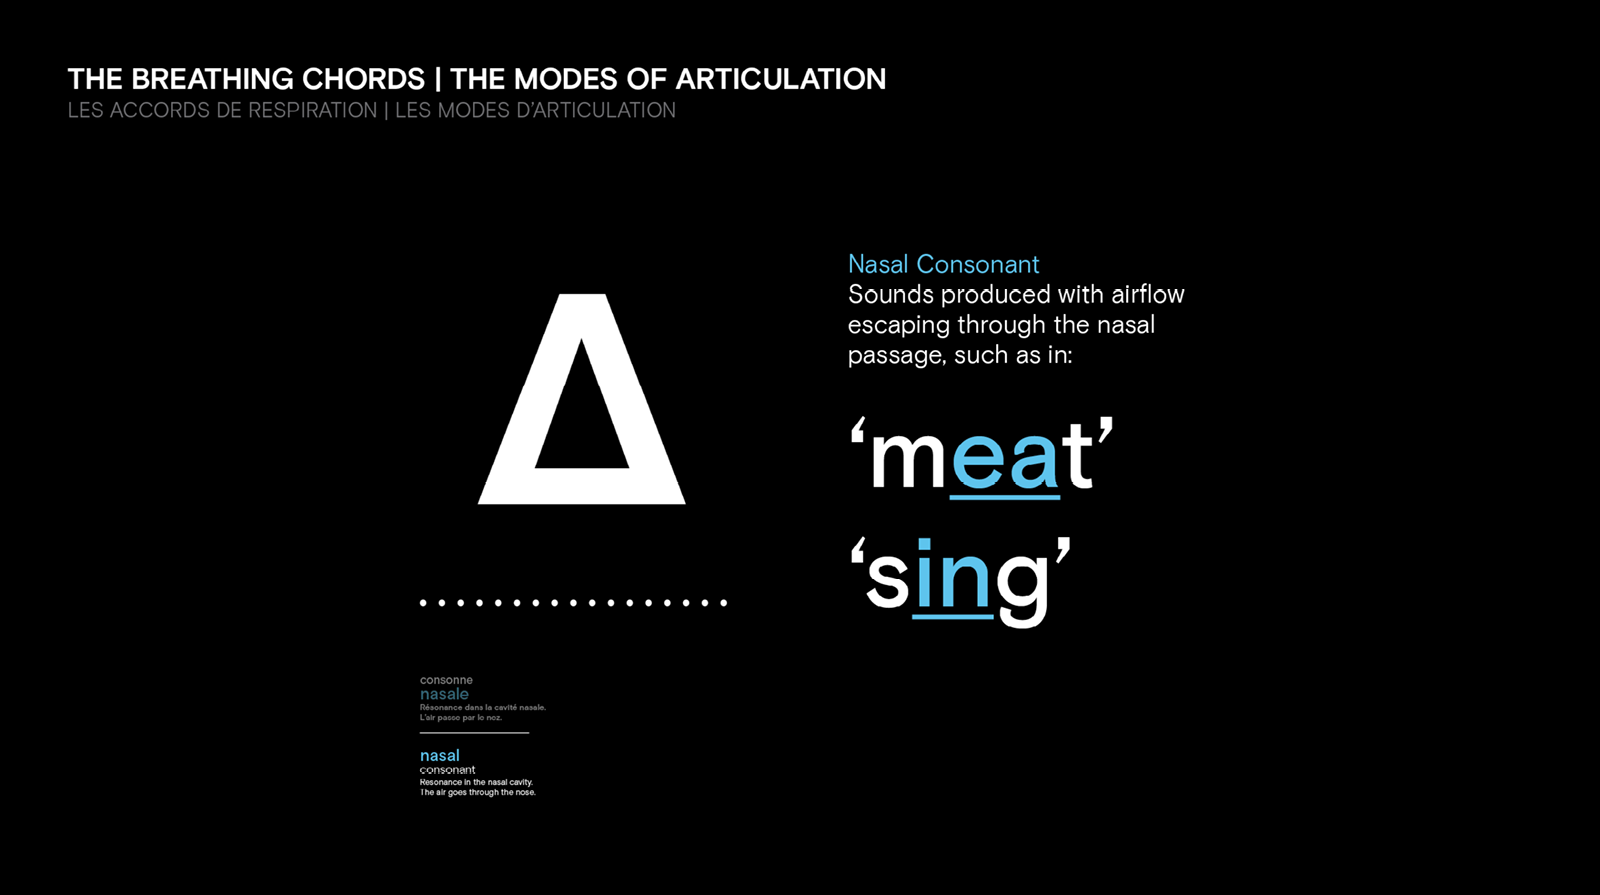 THE BREATHING CHORDS | THE MODES OF ARTICULATION
LES ACCORDS DE RESPIRATION | LES MODES D'ARTICULATION
Nasal Consonant
Sounds produced with airflow
escaping through the nasal
passage, such as in:
‘meat’
‘sing’
consonne
nasale
Résonance dans la cavité nasale.
L'air passe par le nez.
nasal
consonant
Resonance in the nasal cavity.
The air goes through the nose.